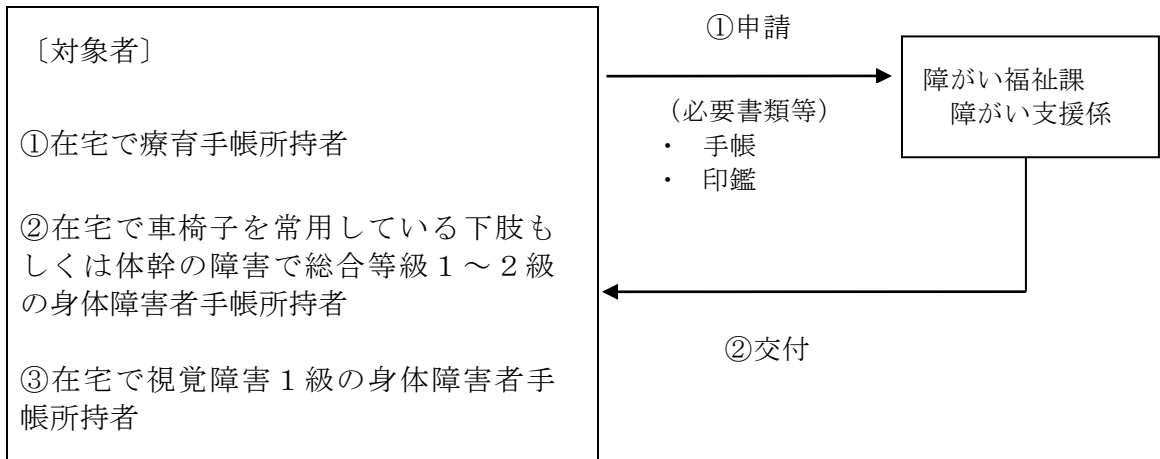 〔対象者〕
①在宅で療育手帳所持者
②在宅で車椅子を常用している下肢も
しくは体幹の障害で総合等級１～２級
の身体障害者手帳所持者
③在宅で視覚障害１級の身体障害者手
帳所持者
①申請
（必要書類等）
・　手帳
・　印鑑
障がい福祉課
　障がい支援係
②交付